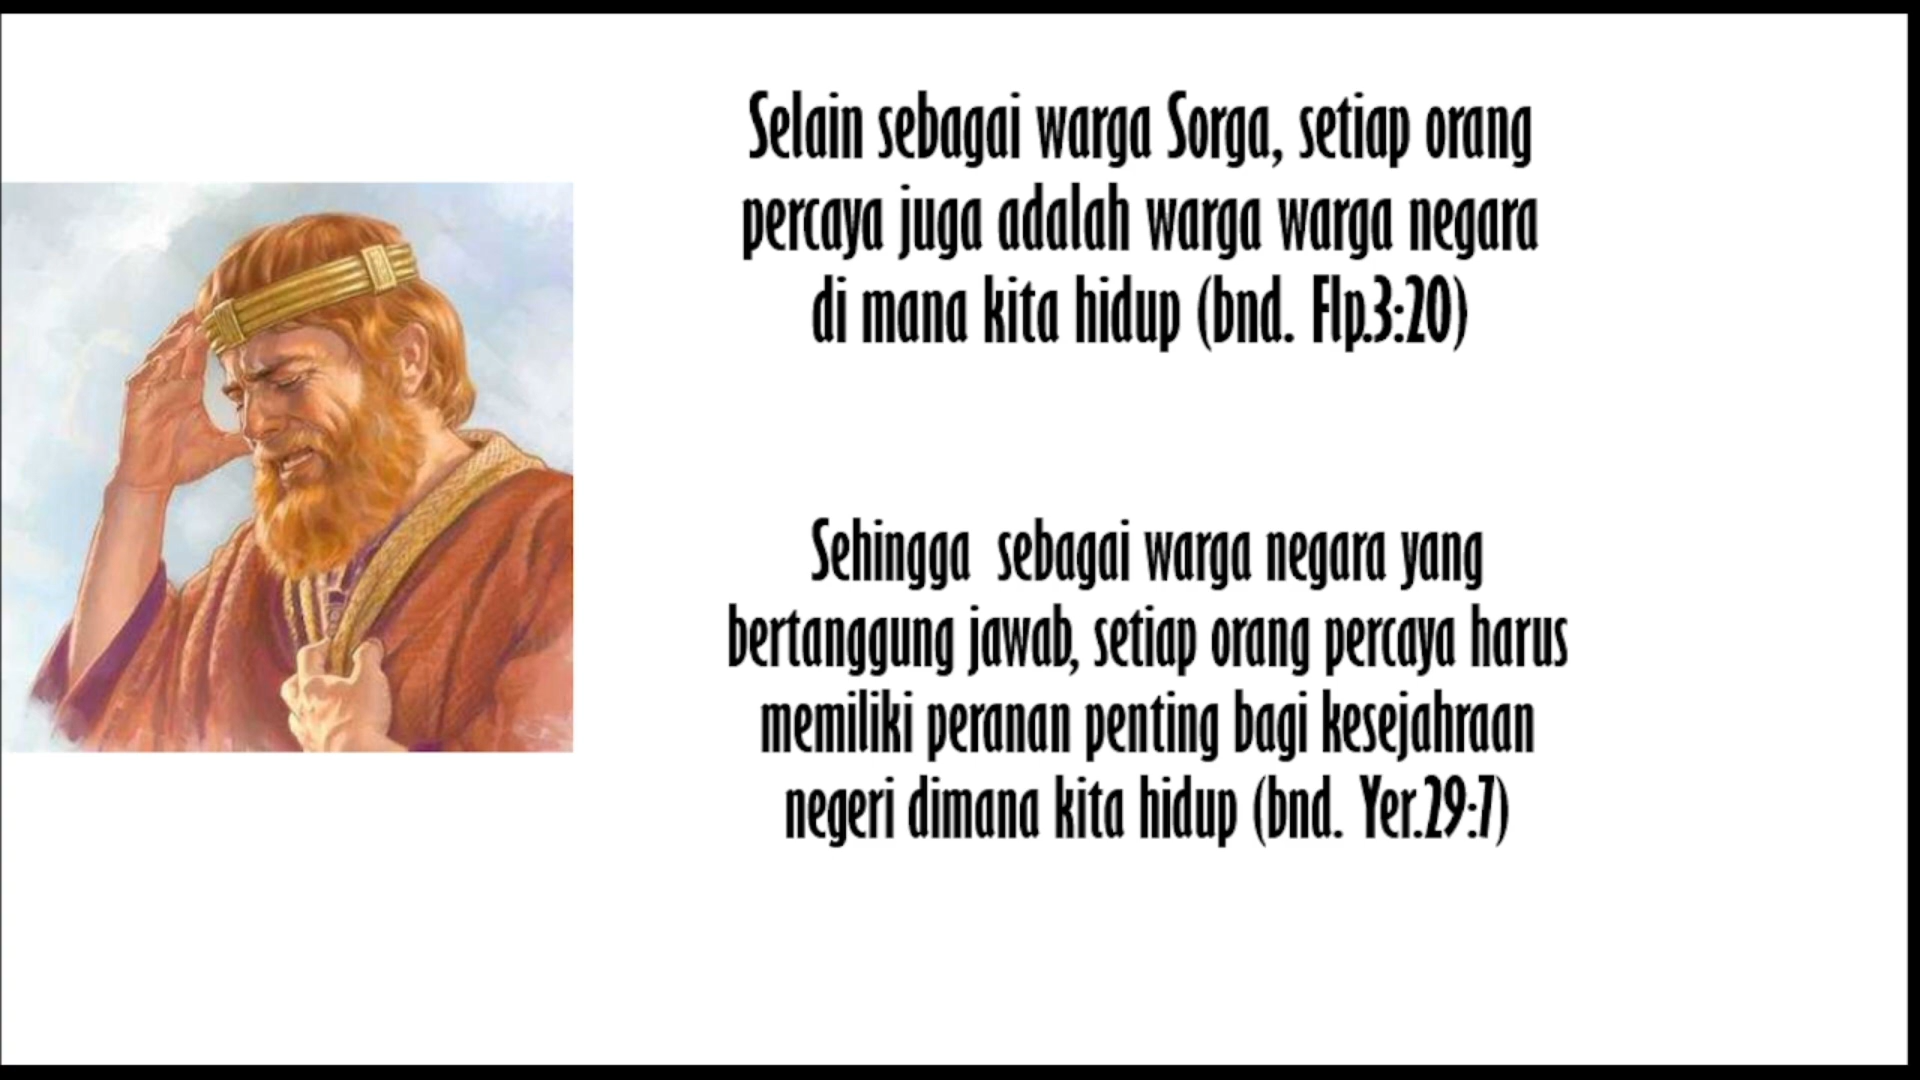 Selain sebagai warga Sorga, setiap orang
percaya juga adalah warga warga negara
di mana kita hidup (bnd. Flp.3:20)
Sehingga sebagai warga negara yang
bertanggung jawab, setiap orang percaya harus
memiliki peranan penting bagi kesejahraan
negeri dimana kita hidup (bnd. Yer.29:7)